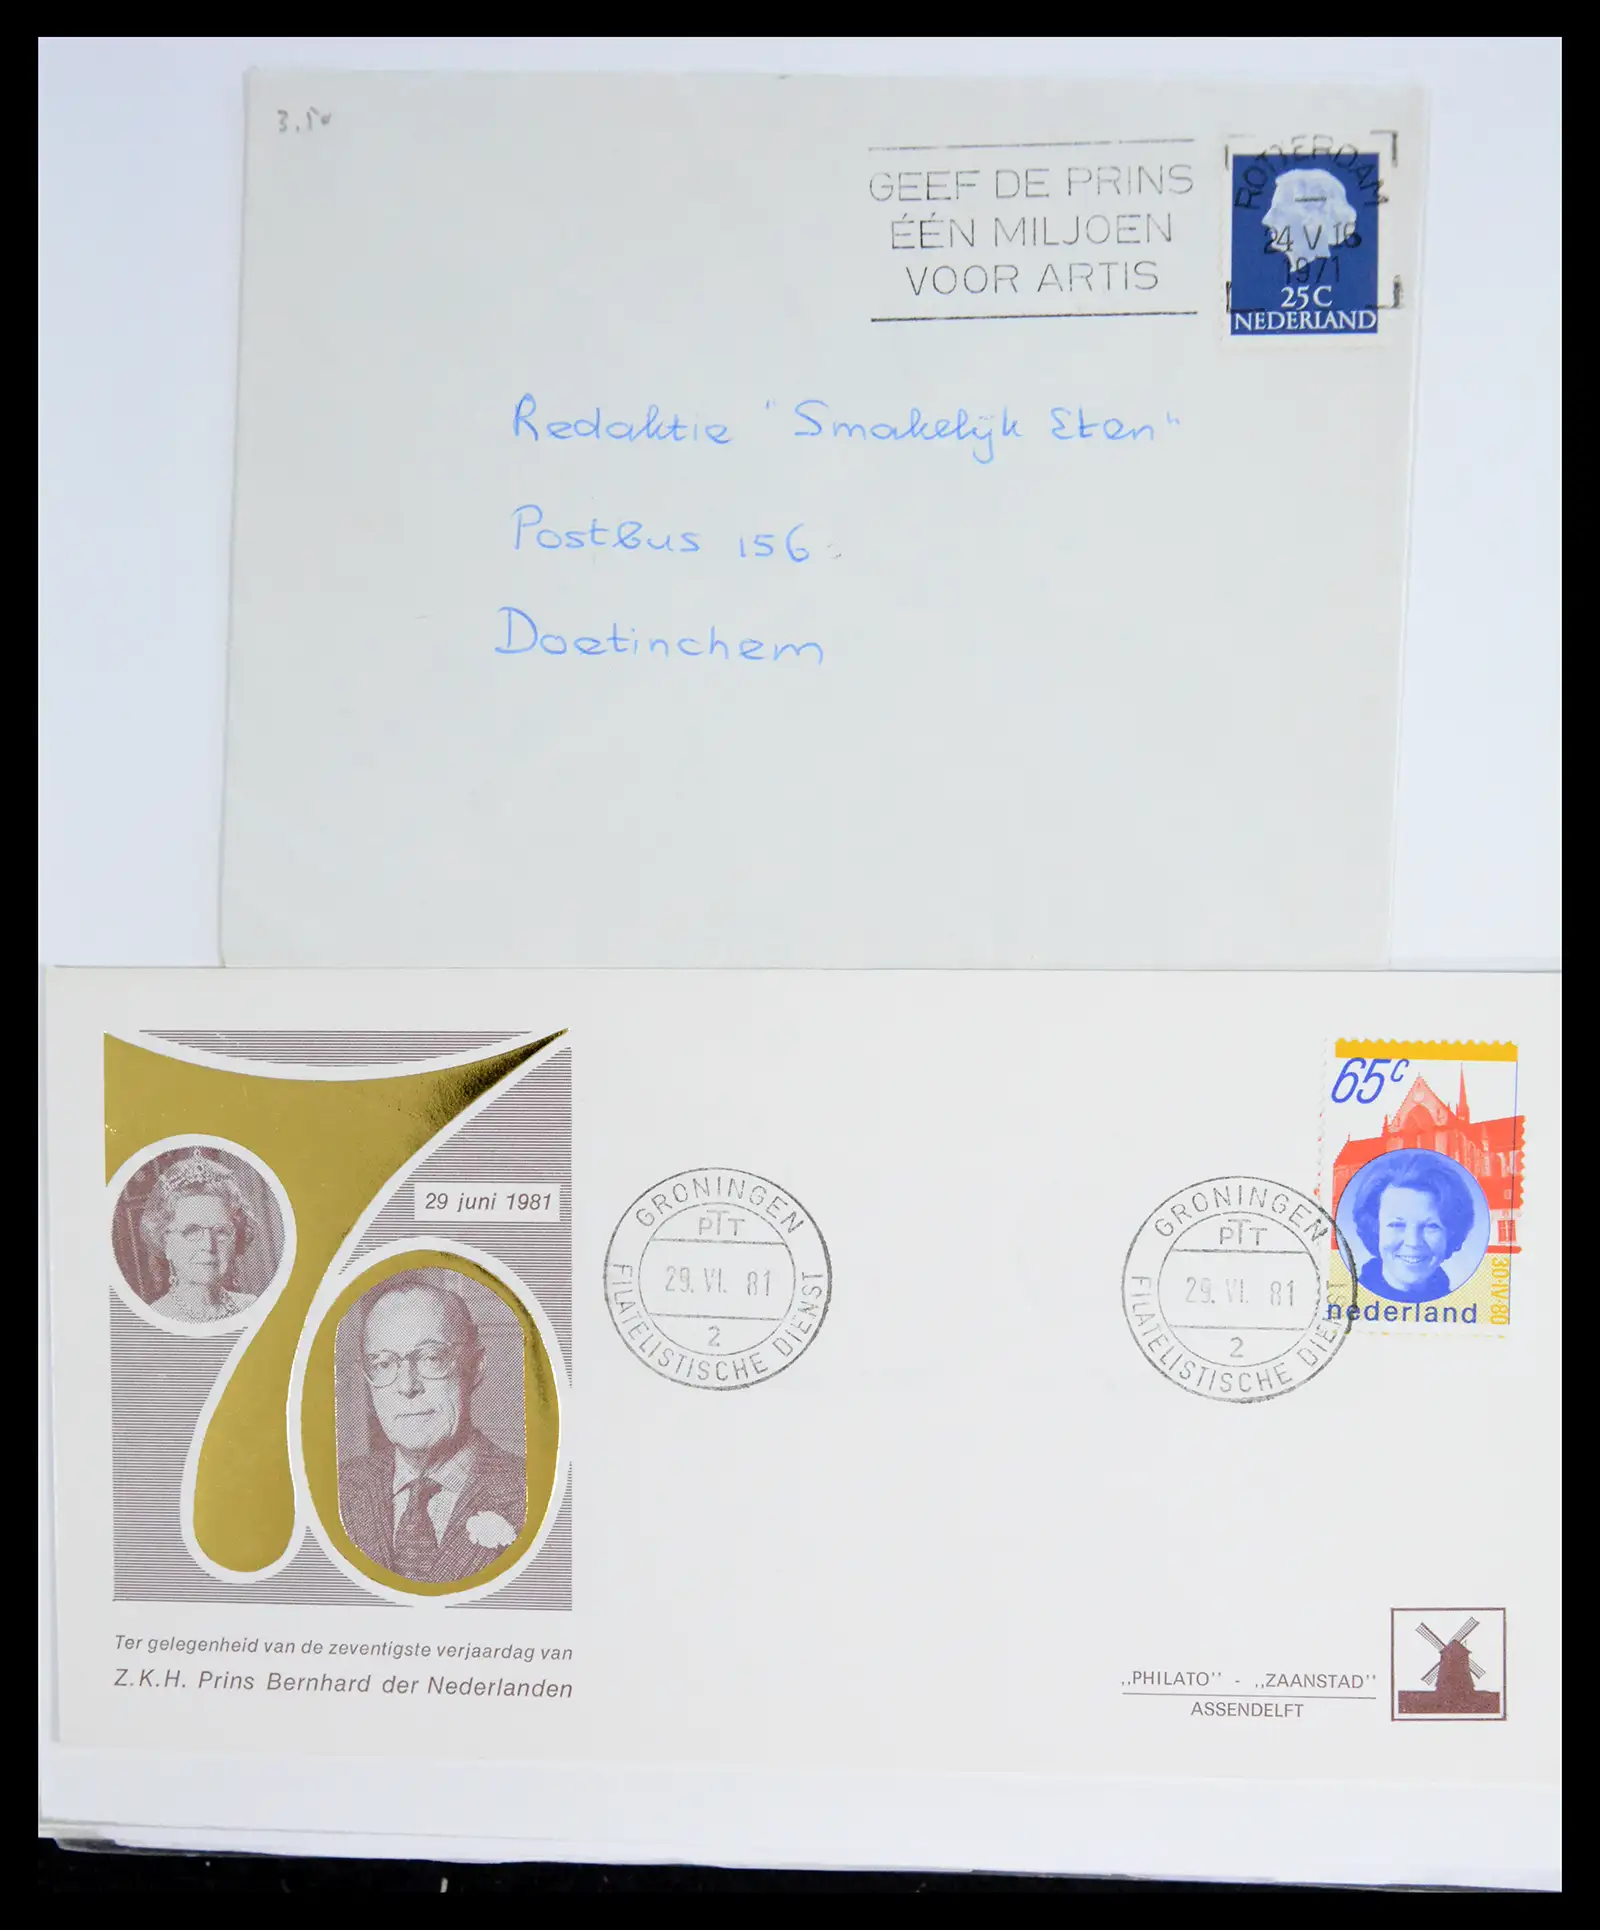 3.50
GEEF DE PRINS
ÉÉN MILJOEN
VOOR ARTIS
ROTTERDAM
24 V 16
1971
25 C
NEDERLAND
Redaktie "Smakelijk Eten"
Postbus 156
Doetinchem
29 juni 1981
Ter gelegenheid van de zeventigste verjaardag van
Z.K.H. Prins Bernhard der Nederlanden
GRONINGEN
PTT
29. VI. 81
2
FILATELISTISCHE DIENST
GRONINGEN
PTT
29. VI. 81
2
FILATELISTISCHE DIENST
65c
30·IV·80
nederland
„PHILATO” - „ZAANSTAD”
ASSENDELFT